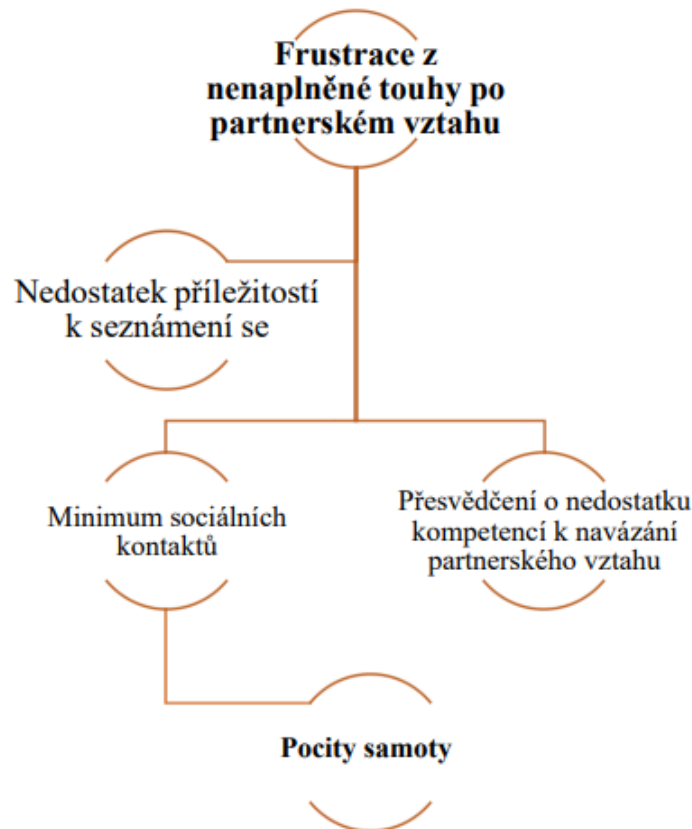 Frustrace z
nenaplněné touhy po
partnerském vztahu
Nedostatek příležitostí
k seznámení se
Minimum sociálních
kontaktů
Přesvědčení o nedostatku
kompetencí k navázání
partnerského vztahu
Pocity samoty